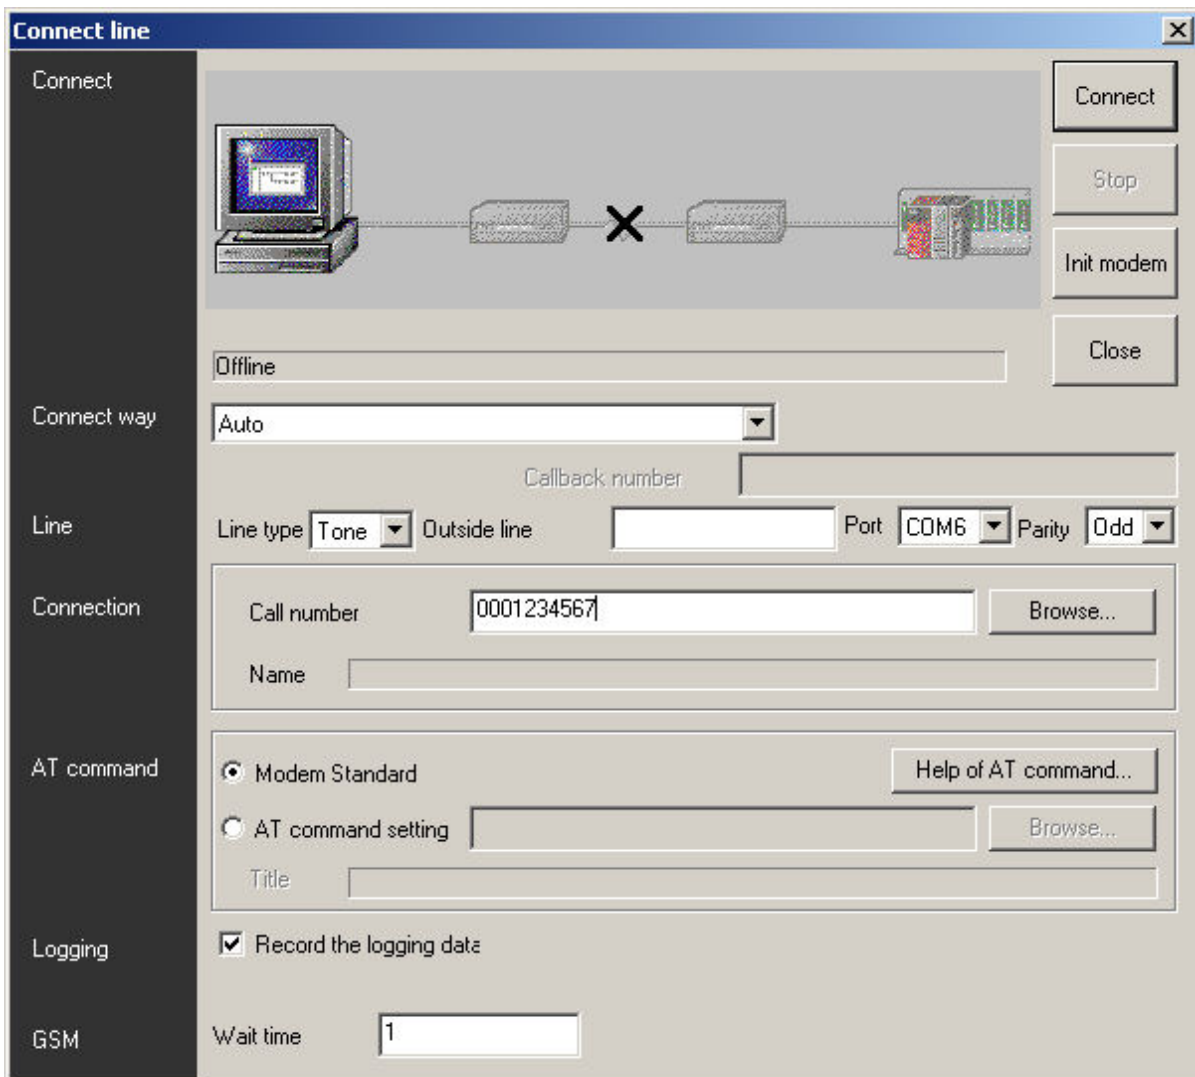 Connect line
Connect
Connect
Stop
Init modem
Close
Offline
Connect way
Auto
Callback number
Line
Line type Tone Outside line Port COM6 Parity Odd
Connection
Call number 0001234567 Browse...
Name
AT command
Modem Standard Help of AT command...
AT command setting Browse...
Title
Logging
Record the logging data
GSM
Wait time 1